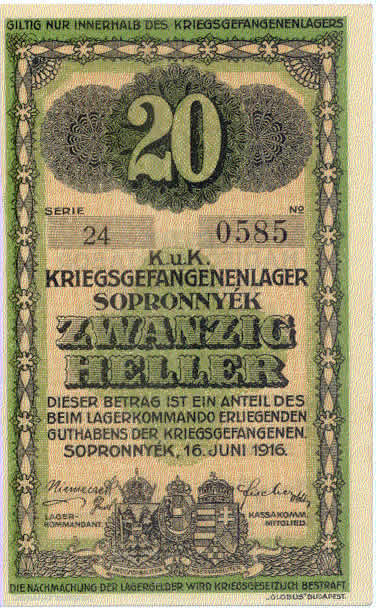 GILTIG NUR INNERHALB DES KRIEGSGEFANGENENLAGERS
20
SERIE No
24 0585
K.u.K.
KRIEGSGEFANGENENLAGER
SOPRONNYÉK
ZWANZIG
HELLER
DIESER BETRAG IST EIN ANTEIL DES
BEIM LAGERKOMMANDO ERLIEGENDEN
GUTHABENS DER KRIEGSGEFANGENEN.
SOPRONNYÉK, 16. JUNI 1916.
LAGER-
KOMMANDANT.
KASSAKOMM.
MITGLIED.
DIE NACHMACHUNG DER LAGERGELDER WIRD KRIEGSGESETZLICH BESTRAFT
„GLOBUS" BUDAPEST.